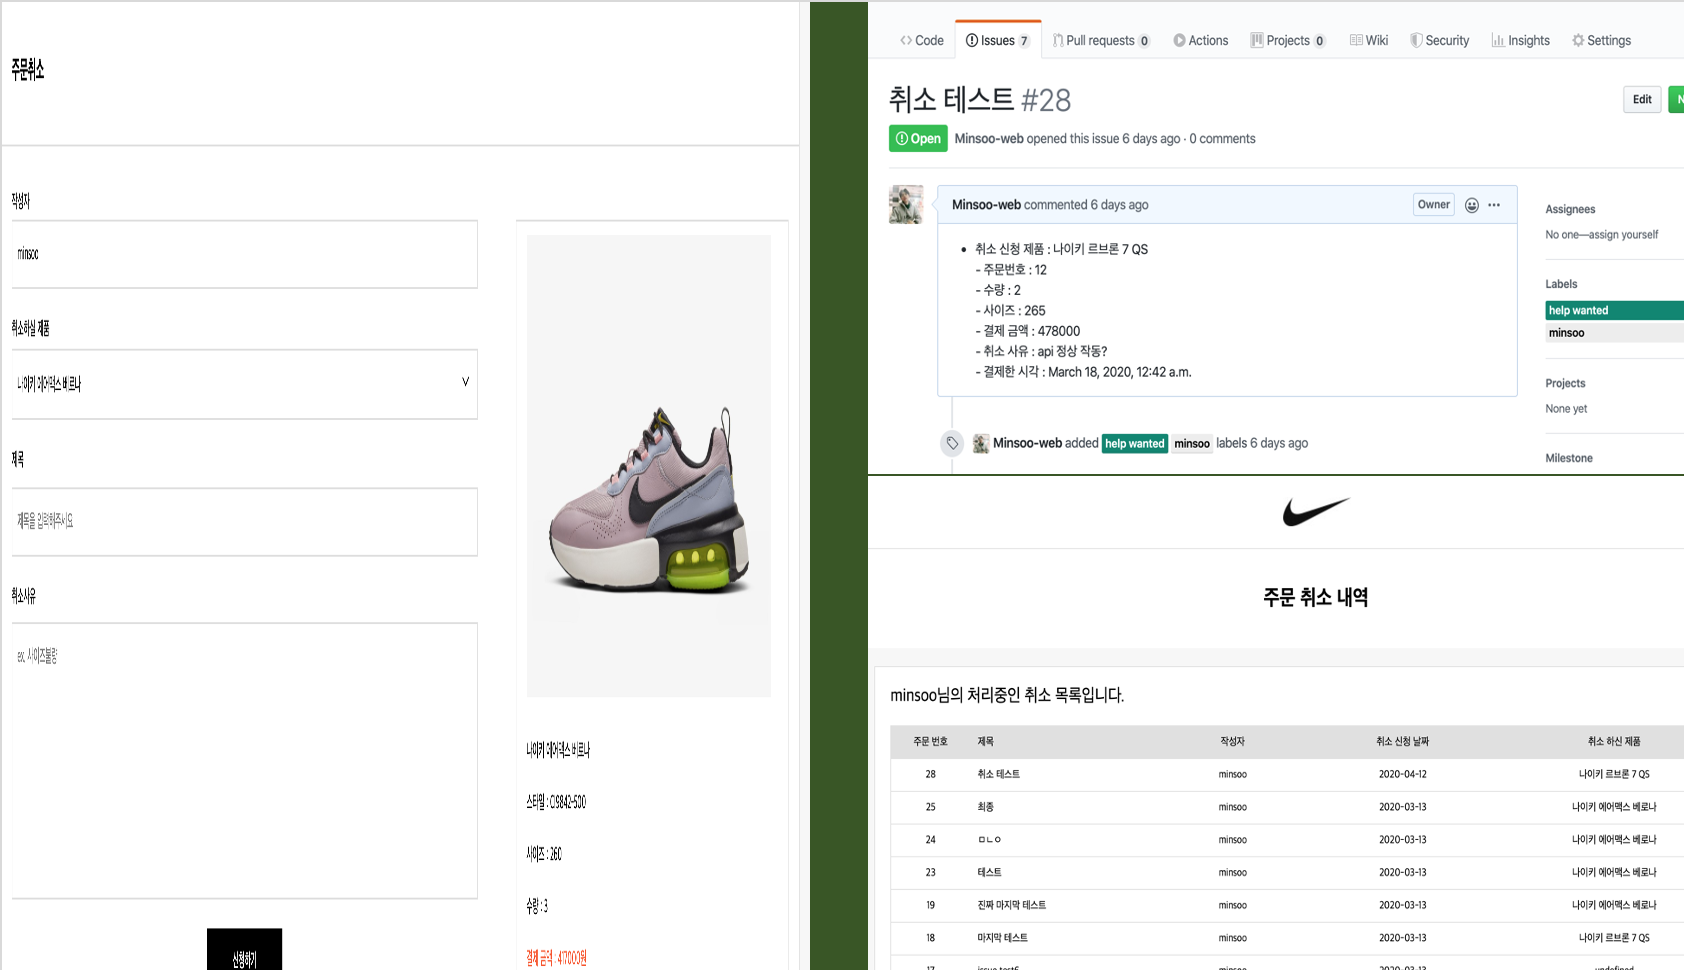 주문취소
작성자
minsoo
취소하실 제품
나이키 에어맥스 베로나
제목
제목을 입력해주세요
취소사유
ex. 사이즈불량
신청하기
나이키 에어맥스 베로나
스타일 : CI9842-500
사이즈 : 260
수량 : 3
결제 금액 : 417000원
Code
Issues 7
Pull requests 0
Actions
Projects 0
Wiki
Security
Insights
Settings
취소 테스트 #28
Edit
N
Open
Minsoo-web opened this issue 6 days ago · 0 comments
Minsoo-web commented 6 days ago
Owner
• 취소 신청 제품 : 나이키 르브론 7 QS
- 주문번호 : 12
- 수량 : 2
- 사이즈 : 265
- 결제 금액 : 478000
- 취소 사유 : api 정상 작동?
- 결제한 시각 : March 18, 2020, 12:42 a.m.
Minsoo-web added help wanted minsoo labels 6 days ago
Assignees
No one—assign yourself
Labels
help wanted
minsoo
Projects
None yet
Milestone
주문 취소 내역
minsoo님의 처리중인 취소 목록입니다.
주문 번호 제목 작성자 취소 신청 날짜 취소 하신 제품
28 취소 테스트 minsoo 2020-04-12 나이키 르브론 7 QS
25 최종 minsoo 2020-03-13 나이키 에어맥스 베로나
24 ㅁㄴㅇ minsoo 2020-03-13 나이키 에어맥스 베로나
23 테스트 minsoo 2020-03-13 나이키 에어맥스 베로나
19 진짜 마지막 테스트 minsoo 2020-03-13 나이키 에어맥스 베로나
18 마지막 테스트 minsoo 2020-03-13 나이키 르브론 7 QS
17 issue test6 minsoo undefined